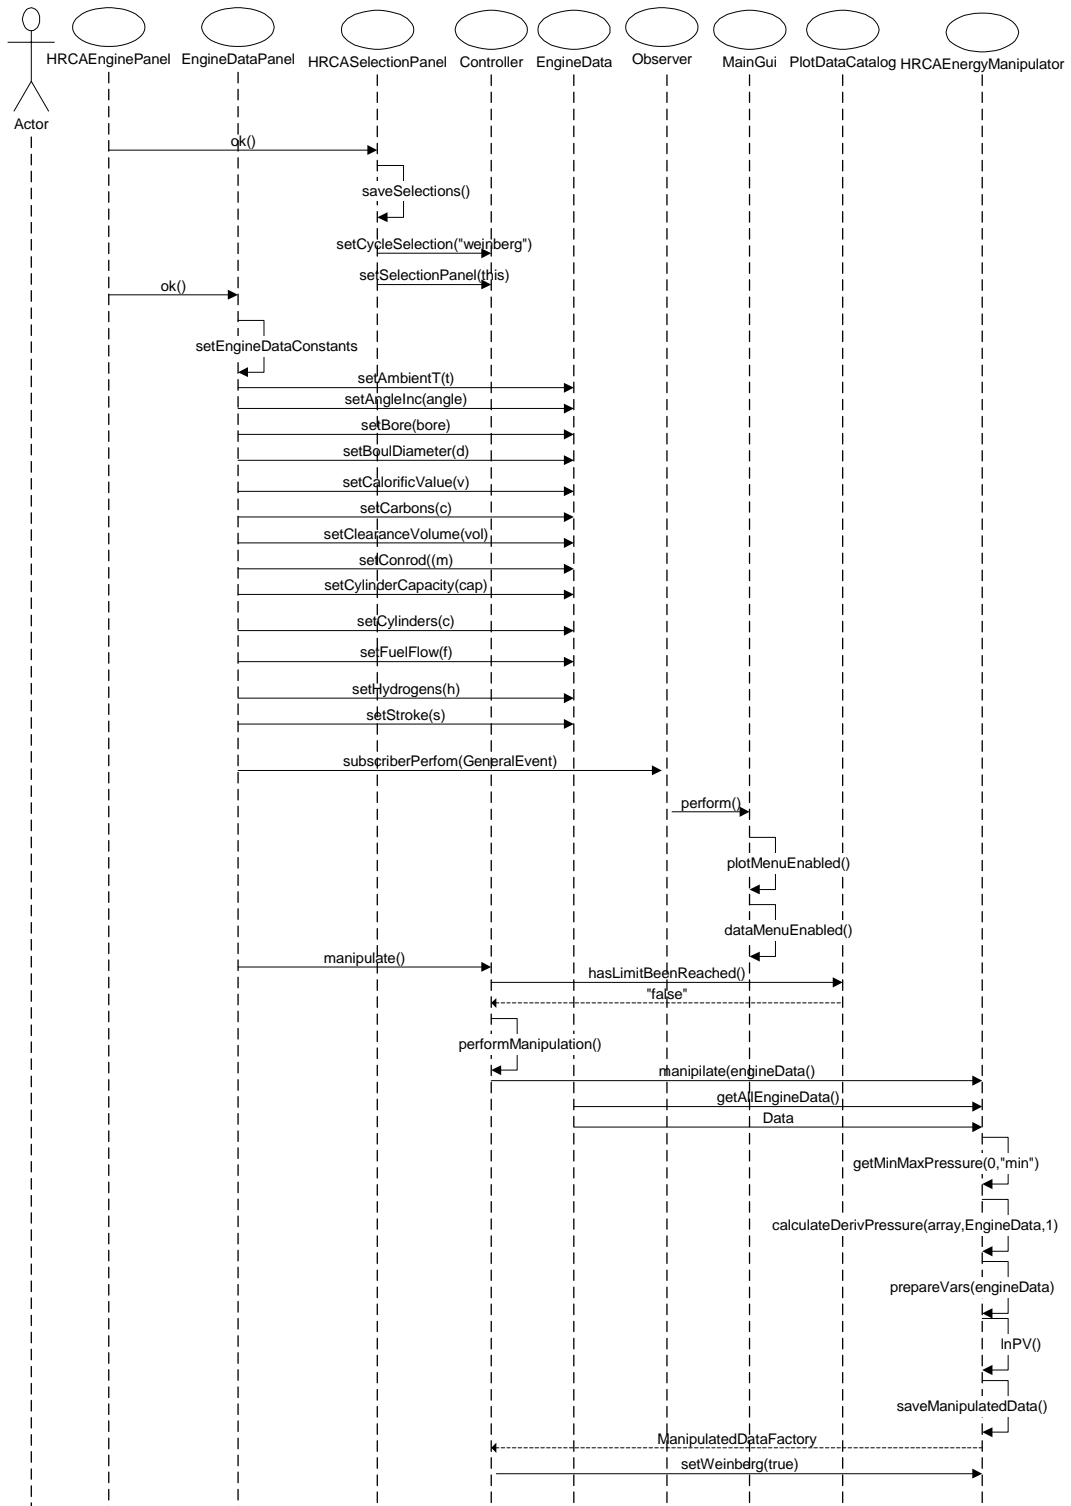 HRCAEnginePanel
EngineDataPanel
HRCASelectionPanel
Controller
EngineData
Observer
MainGui
PlotDataCatalog
HRCAEnergyManipulator
Actor
ok()
saveSelections()
setCycleSelection("weinberg")
setSelectionPanel(this)
ok()
setEngineDataConstants
setAmbientT(t)
setAngleInc(angle)
setBore(bore)
setBoulDiameter(d)
setCalorificValue(v)
setCarbons(c)
setClearanceVolume(vol)
setConrod((m)
setCylinderCapacity(cap)
setCylinders(c)
setFuelFlow(f)
setHydrogens(h)
setStroke(s)
subscriberPerfom(GeneralEvent)
perform()
plotMenuEnabled()
dataMenuEnabled()
manipulate()
hasLimitBeenReached()
"false"
performManipulation()
manipilate(engineData()
getAllEngineData()
Data
getMinMaxPressure(0,"min")
calculateDerivPressure(array,EngineData,1)
prepareVars(engineData)
lnPV()
saveManipulatedData()
ManipulatedDataFactory
setWeinberg(true)